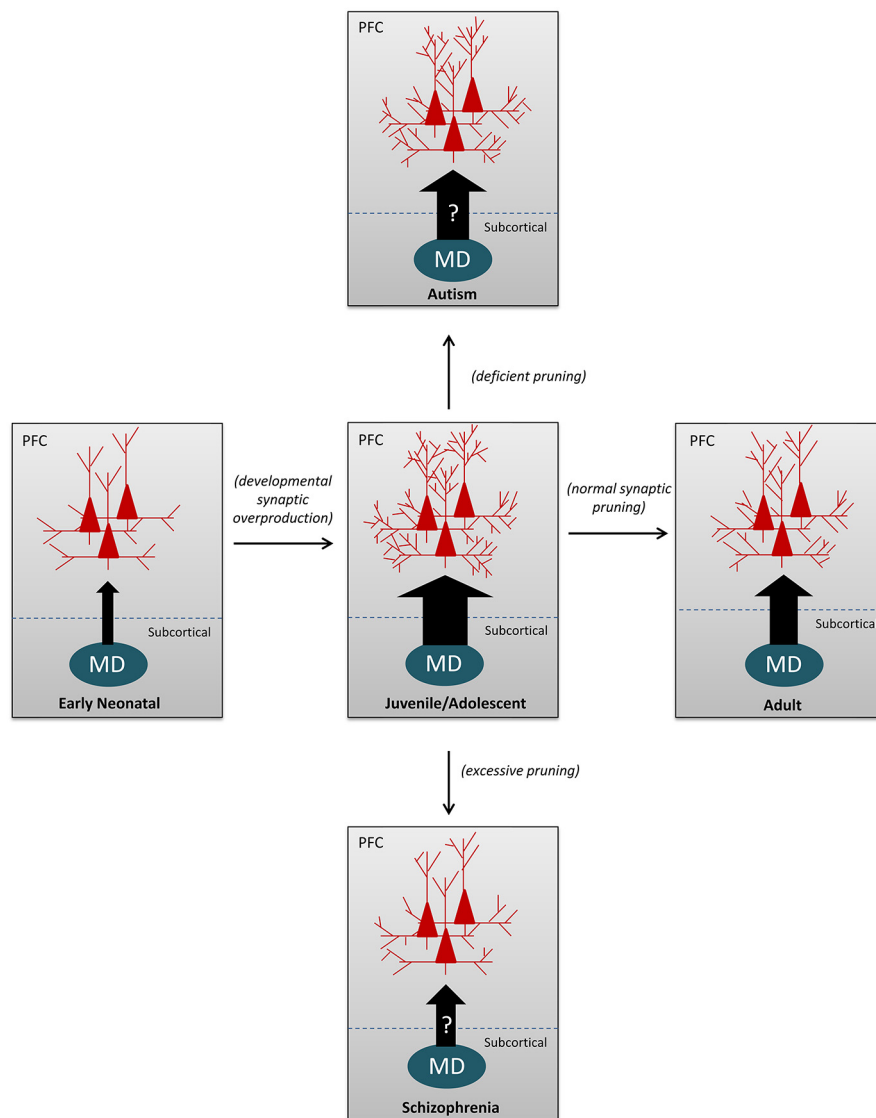 PFC
?
Subcortical
MD
Autism
(deficient pruning)
PFC
Subcortical
MD
Early Neonatal
(developmental
synaptic
overproduction)
PFC
Subcortical
MD
Juvenile/Adolescent
(normal synaptic
pruning)
PFC
Subcortical
MD
Adult
(excessive pruning)
PFC
?
Subcortical
MD
Schizophrenia